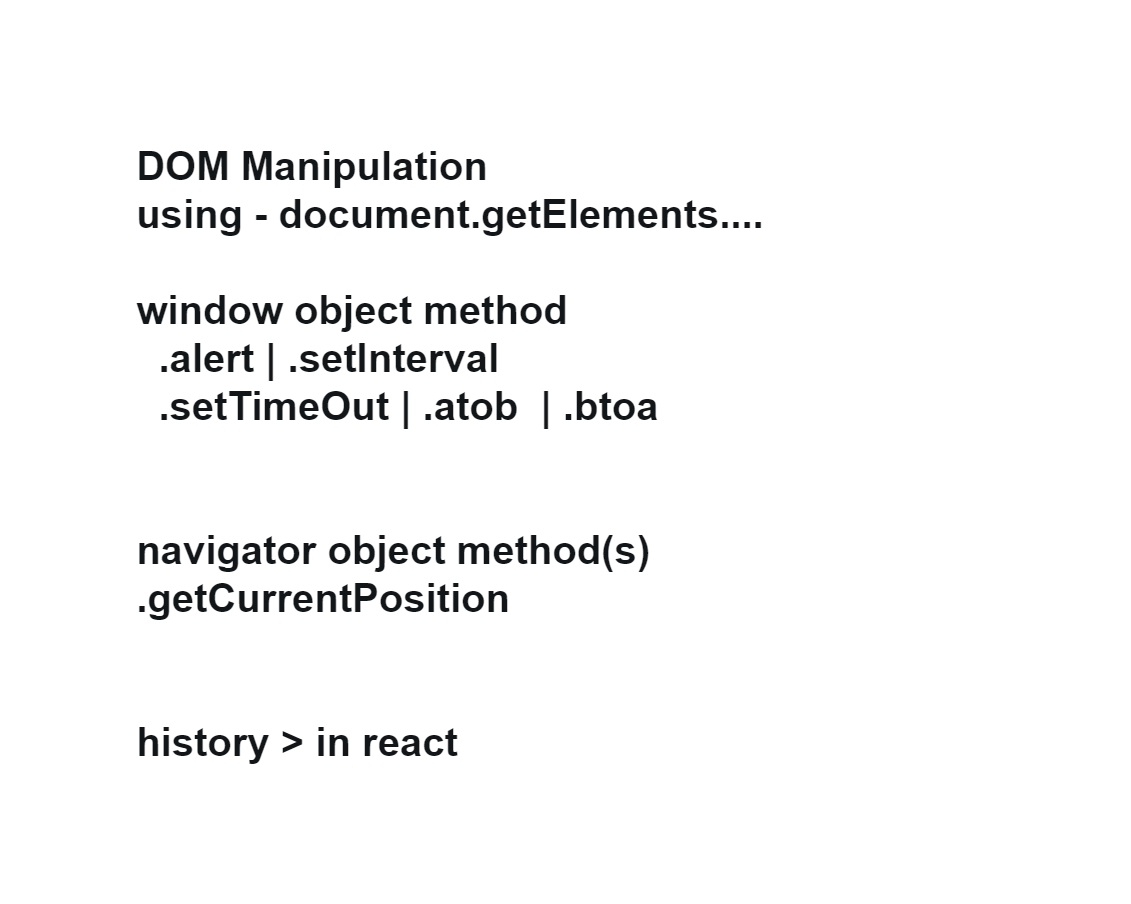 DOM Manipulation
using - document.getElements....
window object method
.alert | .setInterval
.setTimeOut | .atob  | .btoa
navigator object method(s)
.getCurrentPosition
history > in react